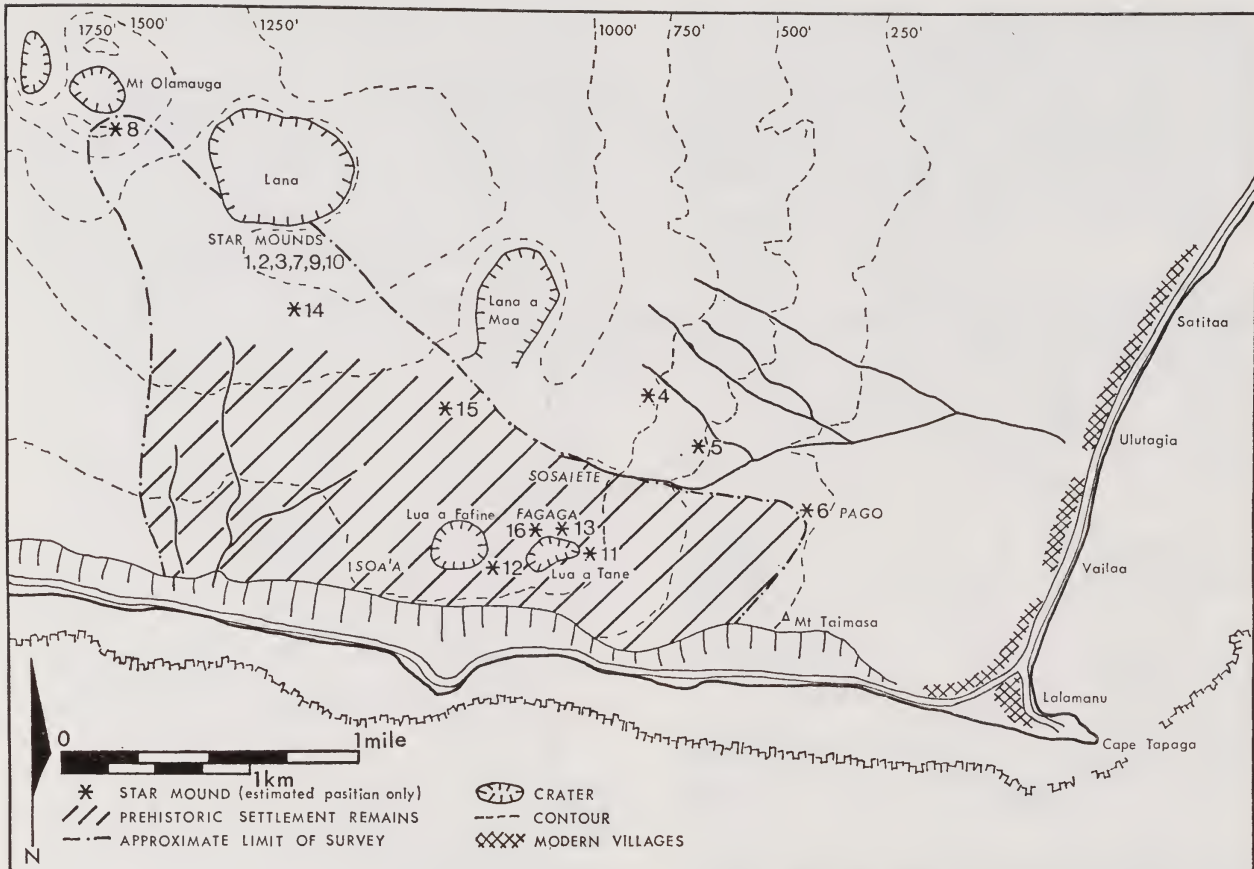 1750' 1500' 1250' 1000' 750' 500' 250'
Mt Olamauga
8
Lana
STAR MOUNDS
1,2,3,7,9,10
14
Lana a
Maa
Satitaa
4
15
5
Ulutagia
SOSAIETE
6 PAGO
Lua a Fafine FAGAGA
16 13
11
ISOA'A 12
Lua a Tane
Vailaa
Mt Taimasa
Lalamanu
Cape Tapaga
0 1mile
1km
STAR MOUND (estimated pasitian only)
PREHISTORIC SETTLEMENT REMAINS
APPROXIMATE LIMIT OF SURVEY
CRATER
CONTOUR
MODERN VILLAGES
N